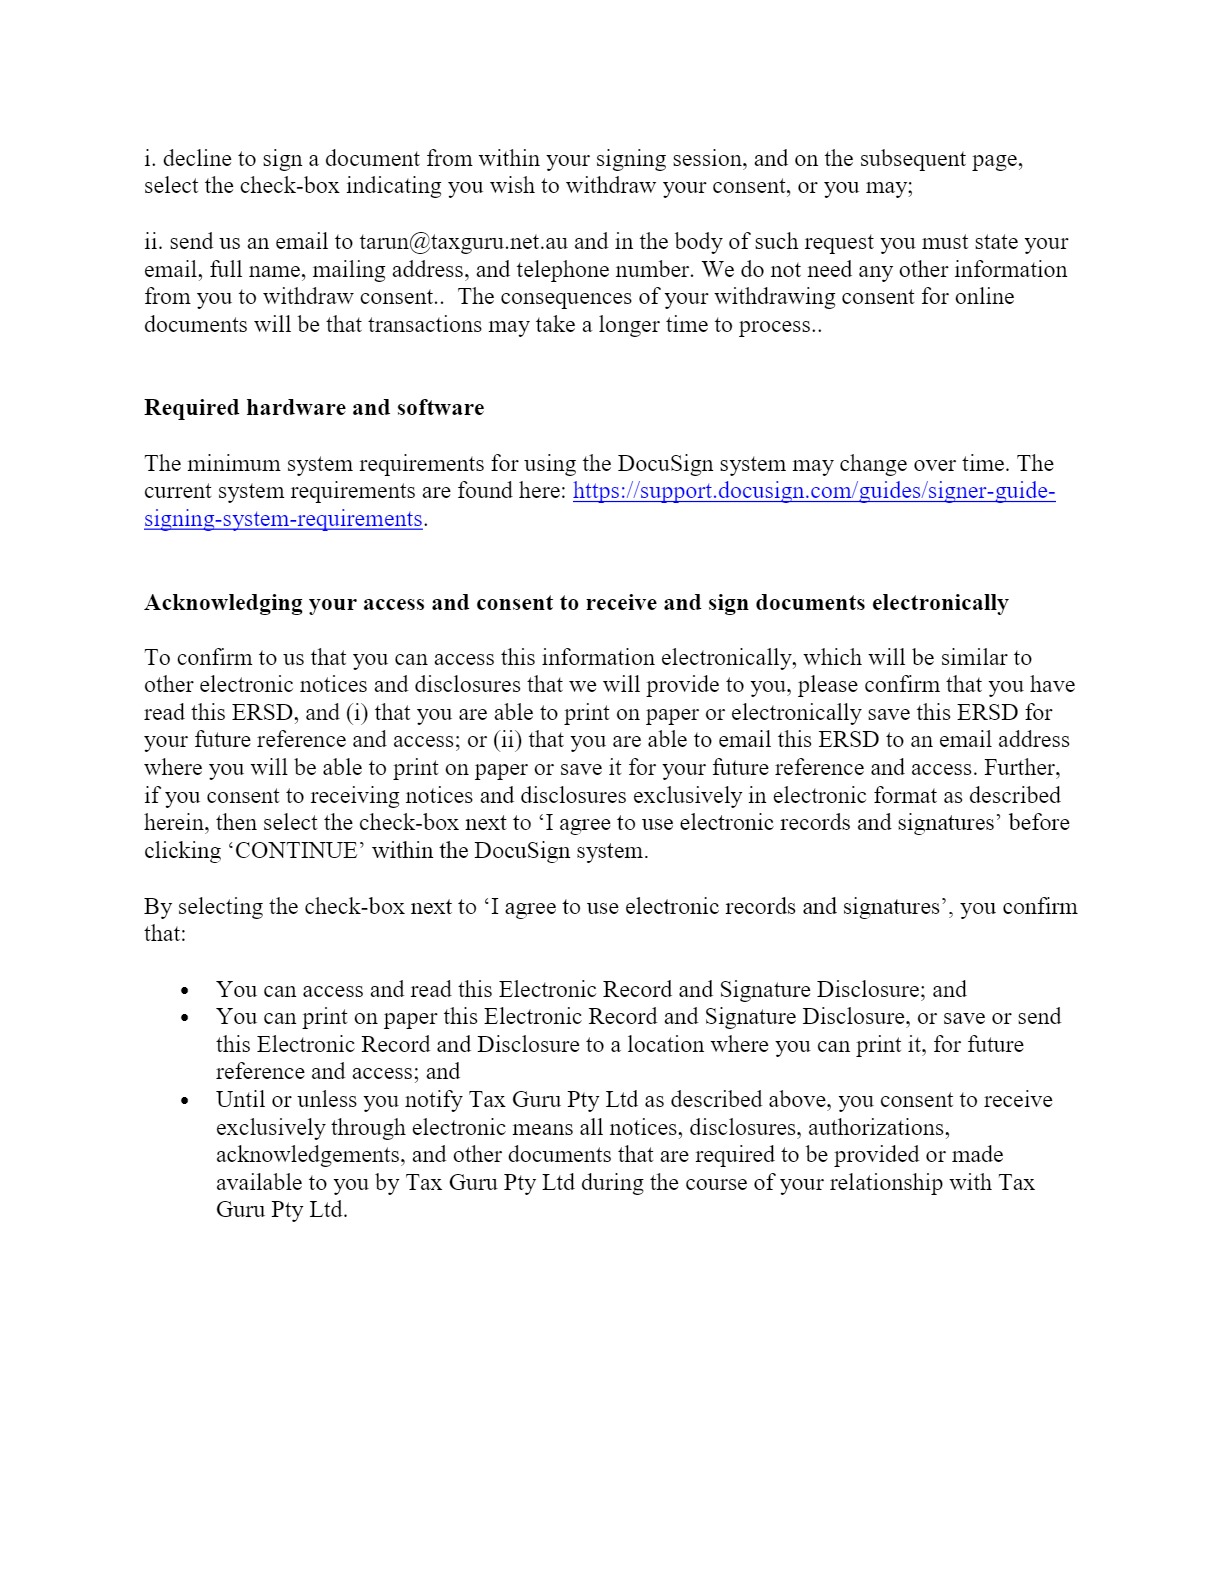 i. decline to sign a document from within your signing session, and on the subsequent page,
select the check-box indicating you wish to withdraw your consent, or you may;
ii. send us an email to tarun@taxguru.net.au and in the body of such request you must state your
email, full name, mailing address, and telephone number. We do not need any other information
from you to withdraw consent..  The consequences of your withdrawing consent for online
documents will be that transactions may take a longer time to process..
Required hardware and software
The minimum system requirements for using the DocuSign system may change over time. The
current system requirements are found here: https://support.docusign.com/guides/signer-guide-
signing-system-requirements.
Acknowledging your access and consent to receive and sign documents electronically
To confirm to us that you can access this information electronically, which will be similar to
other electronic notices and disclosures that we will provide to you, please confirm that you have
read this ERSD, and (i) that you are able to print on paper or electronically save this ERSD for
your future reference and access; or (ii) that you are able to email this ERSD to an email address
where you will be able to print on paper or save it for your future reference and access. Further,
if you consent to receiving notices and disclosures exclusively in electronic format as described
herein, then select the check-box next to ‘I agree to use electronic records and signatures’ before
clicking ‘CONTINUE’ within the DocuSign system.
By selecting the check-box next to ‘I agree to use electronic records and signatures’, you confirm
that:
• You can access and read this Electronic Record and Signature Disclosure; and
• You can print on paper this Electronic Record and Signature Disclosure, or save or send
this Electronic Record and Disclosure to a location where you can print it, for future
reference and access; and
• Until or unless you notify Tax Guru Pty Ltd as described above, you consent to receive
exclusively through electronic means all notices, disclosures, authorizations,
acknowledgements, and other documents that are required to be provided or made
available to you by Tax Guru Pty Ltd during the course of your relationship with Tax
Guru Pty Ltd.